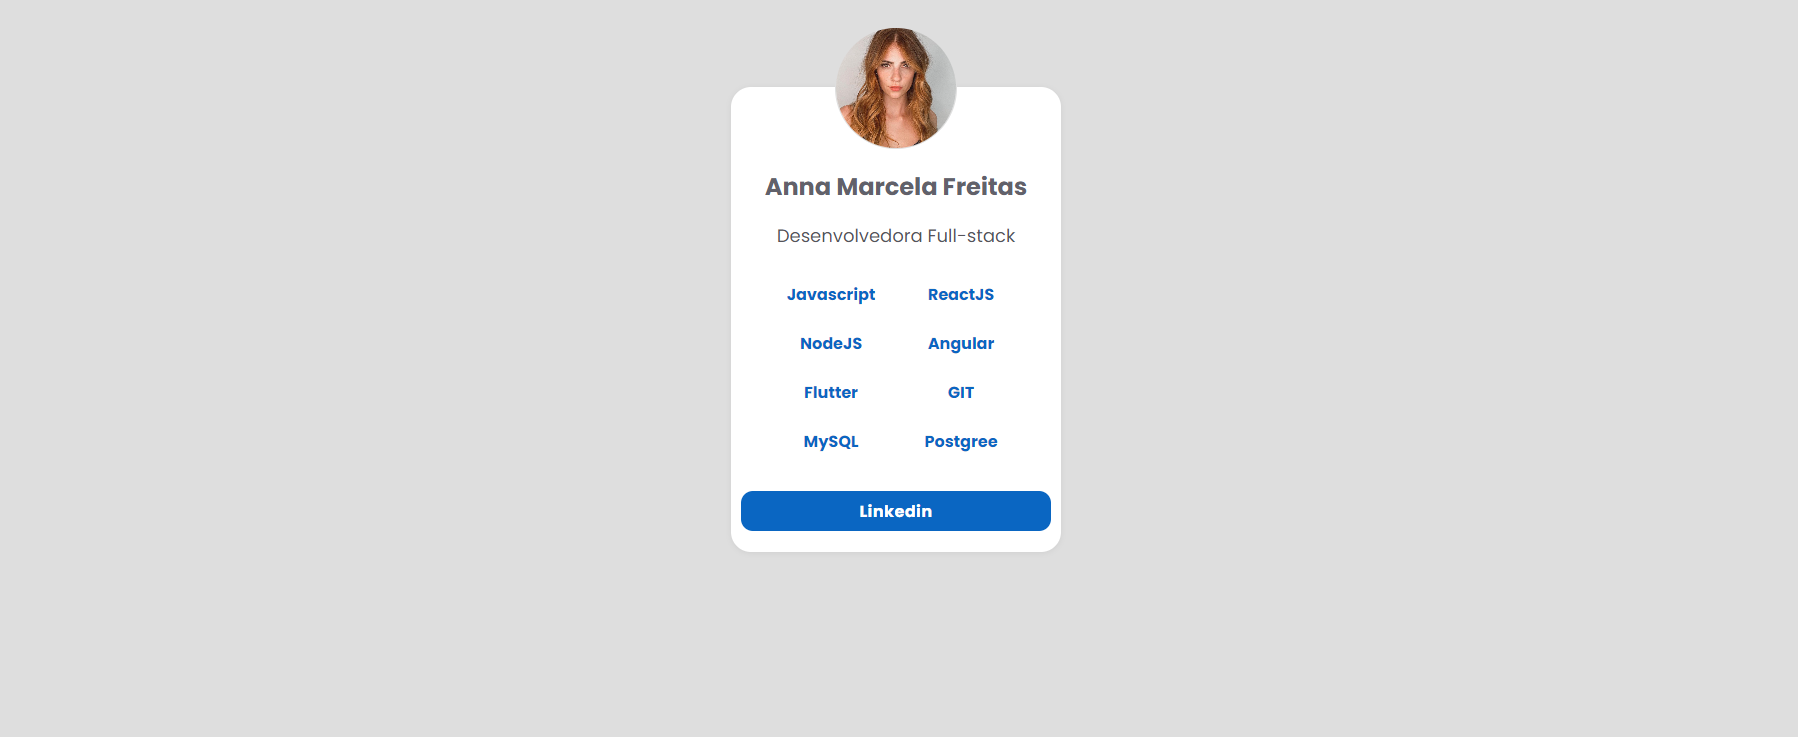 Anna Marcela Freitas
Desenvolvedora Full-stack
Javascript ReactJS
NodeJS Angular
Flutter GIT
MySQL Postgree
Linkedin